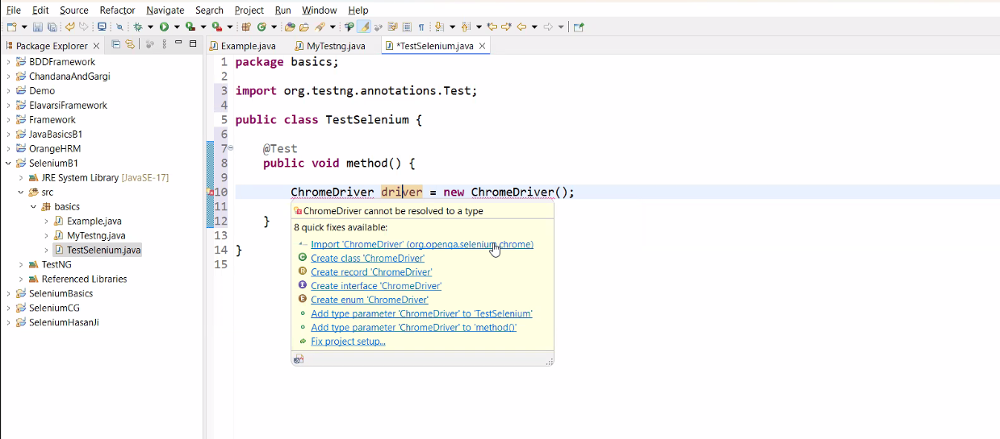 File Edit Source Refactor Navigate Search Project Run Window Help
Package Explorer
BDDFramework
ChandanaAndGargi
Demo
ElavarsiFramework
Framework
JavaBasicsB1
OrangeHRM
SeleniumB1
JRE System Library [JavaSE-17]
src
basics
Example.java
MyTestng.java
TestSelenium.java
TestNG
Referenced Libraries
SeleniumBasics
SeleniumCG
SeleniumHasanJi
Example.java MyTestng.java *TestSelenium.java
1 package basics;
2
3 import org.testng.annotations.Test;
4
5 public class TestSelenium {
6
7 @Test
8 public void method() {
9
10 ChromeDriver driver = new ChromeDriver();
11
12 }
13
14 }
15
ChromeDriver cannot be resolved to a type
8 quick fixes available:
Import 'ChromeDriver' (org.openqa.selenium.chrome)
Create class 'ChromeDriver'
Create record 'ChromeDriver'
Create interface 'ChromeDriver'
Create enum 'ChromeDriver'
Add type parameter 'ChromeDriver' to 'TestSelenium'
Add type parameter 'ChromeDriver' to 'method()'
Fix project setup...